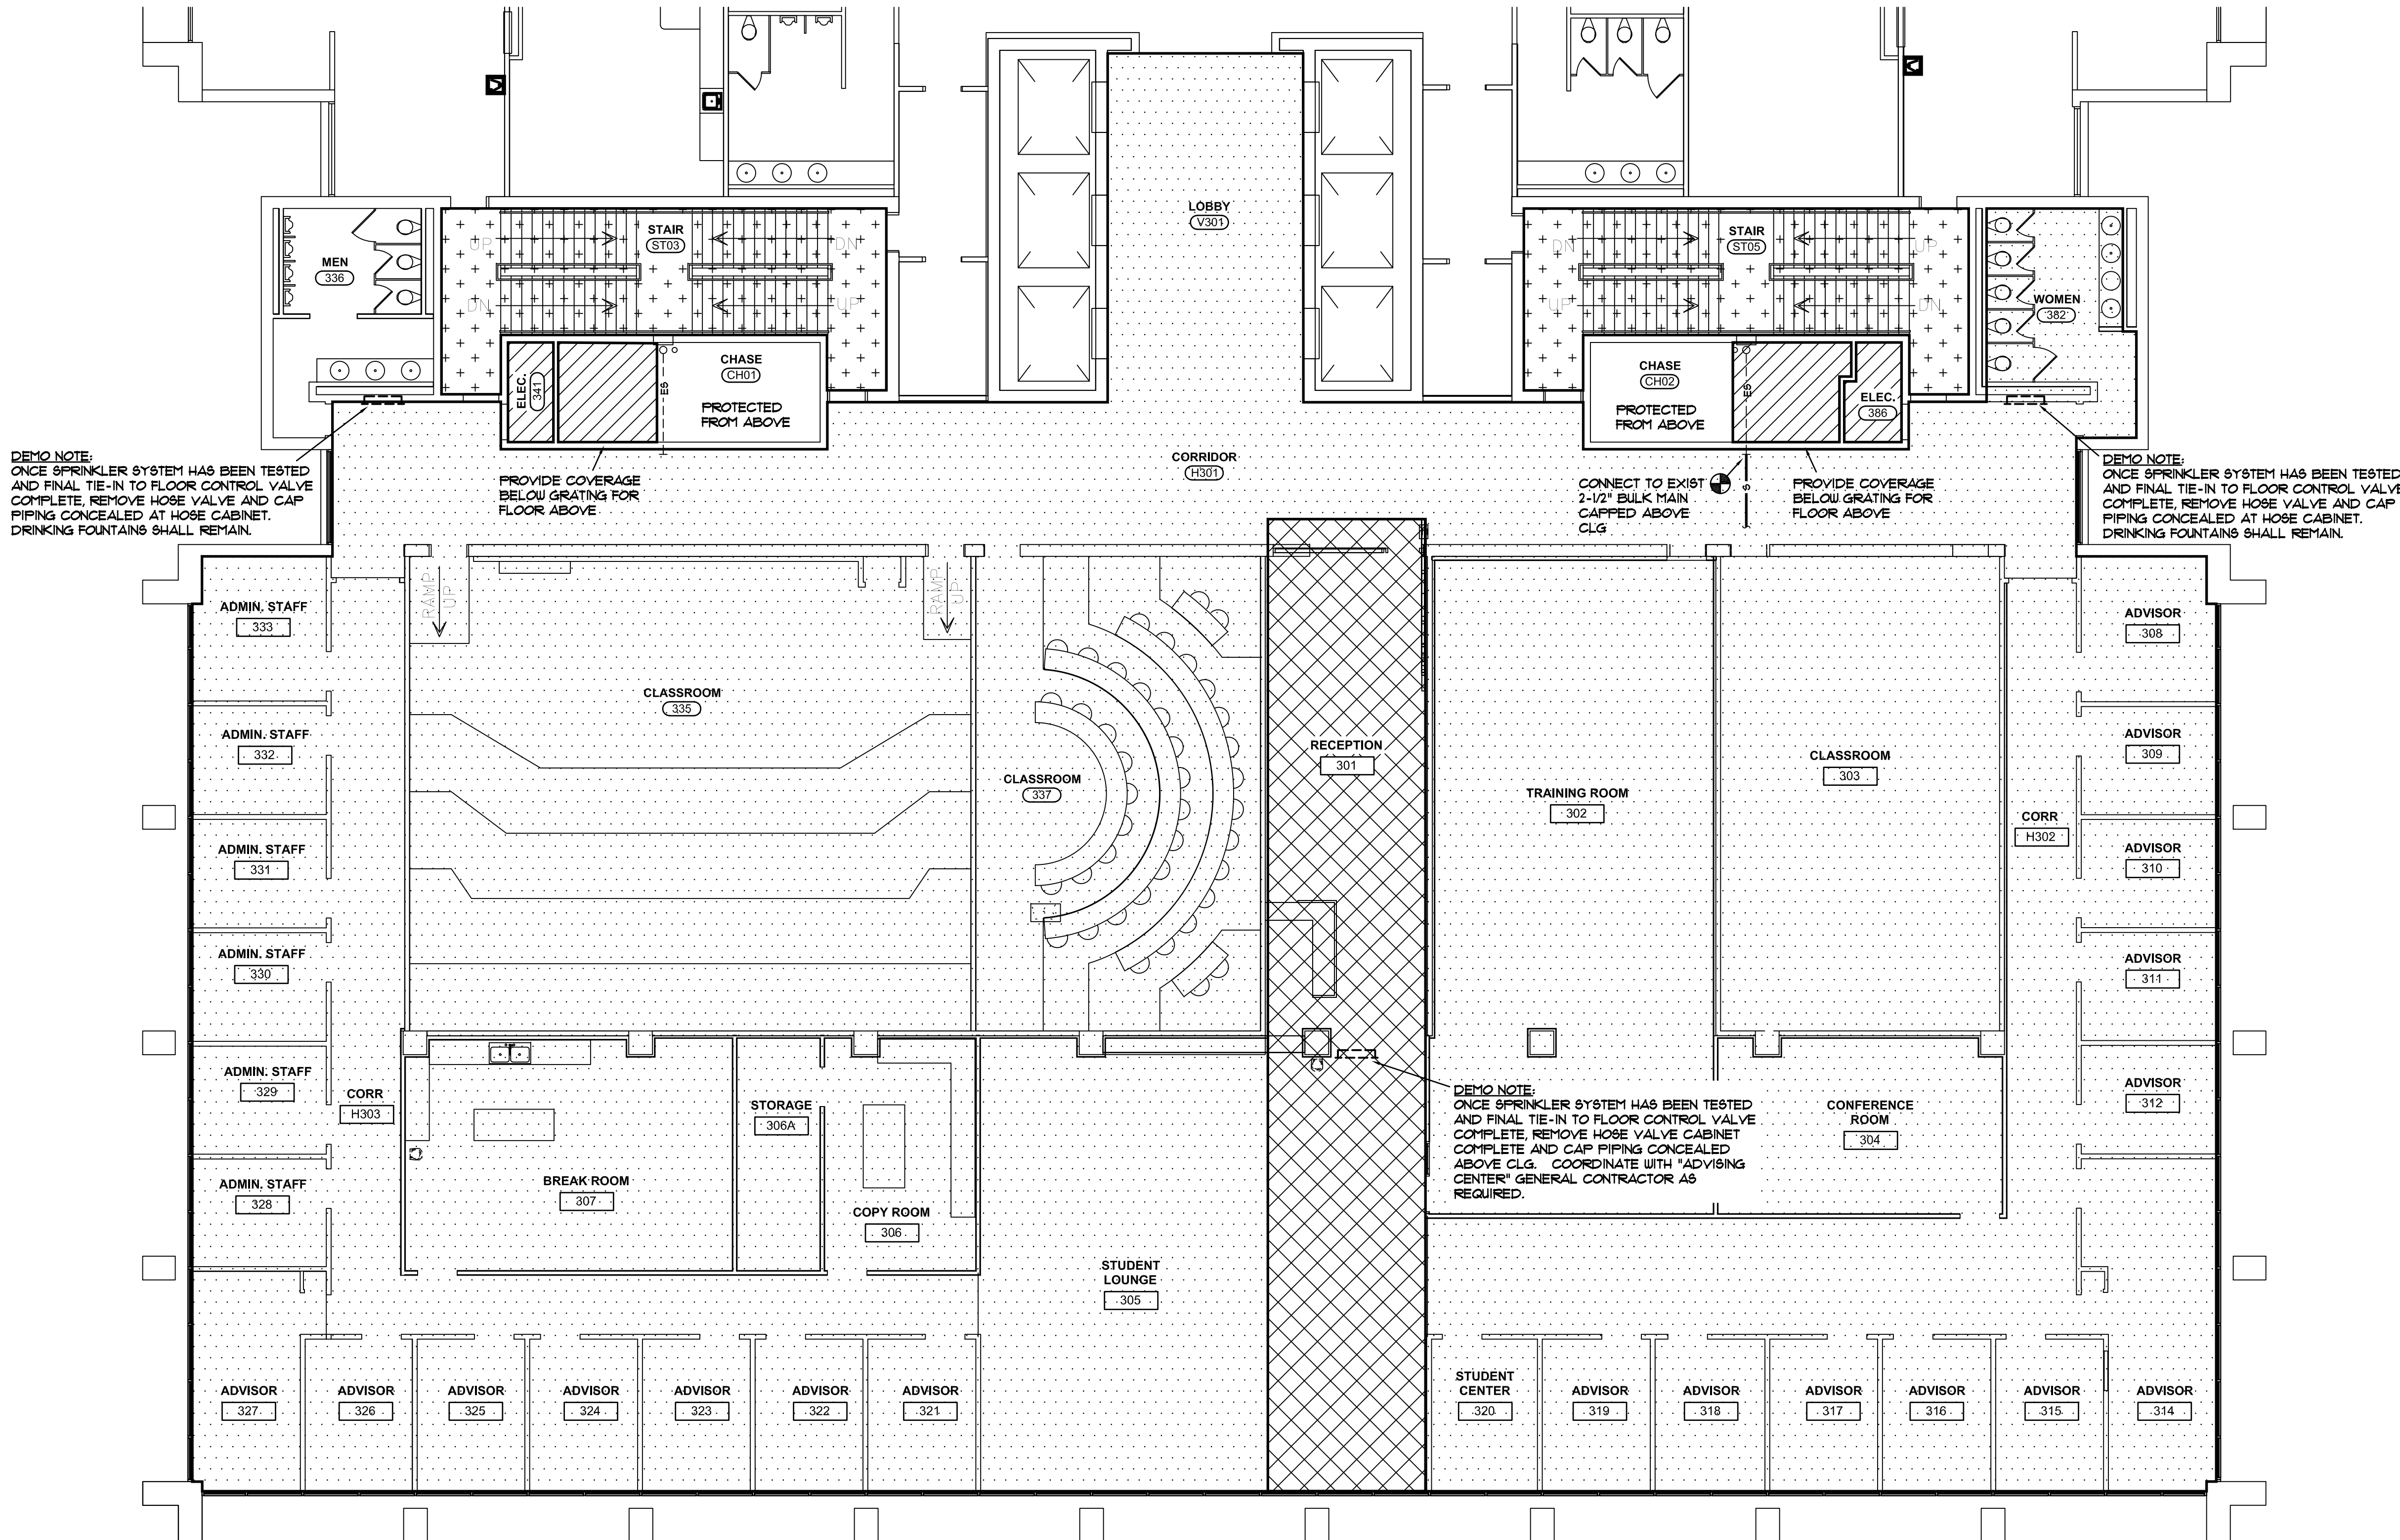 LOBBY
V301
STAIR
ST03
UP
DN
DN
UP
STAIR
ST05
DN
UP
UP
DN
MEN
336
WOMEN
382
ELEC.
341
ES
CHASE
CH01
PROTECTED
FROM ABOVE
CHASE
CH02
PROTECTED
FROM ABOVE
ES
ELEC.
386
DEMO NOTE:
ONCE SPRINKLER SYSTEM HAS BEEN TESTED
AND FINAL TIE-IN TO FLOOR CONTROL VALVE
COMPLETE, REMOVE HOSE VALVE AND CAP
PIPING CONCEALED AT HOSE CABINET.
DRINKING FOUNTAINS SHALL REMAIN.
PROVIDE COVERAGE
BELOW GRATING FOR
FLOOR ABOVE
CORRIDOR
H301
CONNECT TO EXIST
2-1/2" BULK MAIN
CAPPED ABOVE
CLG
S
PROVIDE COVERAGE
BELOW GRATING FOR
FLOOR ABOVE
DEMO NOTE:
ONCE SPRINKLER SYSTEM HAS BEEN TESTED
AND FINAL TIE-IN TO FLOOR CONTROL VALVE
COMPLETE, REMOVE HOSE VALVE AND CAP
PIPING CONCEALED AT HOSE CABINET.
DRINKING FOUNTAINS SHALL REMAIN.
RAMP
UP
RAMP
UP
ADMIN. STAFF
333
ADMIN. STAFF
332
ADMIN. STAFF
331
ADMIN. STAFF
330
ADMIN. STAFF
329
ADMIN. STAFF
328
CORR
H303
CLASSROOM
335
CLASSROOM
337
RECEPTION
301
TRAINING ROOM
302
CLASSROOM
303
CORR
H302
ADVISOR
308
ADVISOR
309
ADVISOR
310
ADVISOR
311
ADVISOR
312
BREAK ROOM
307
STORAGE
306A
COPY ROOM
306
STUDENT
LOUNGE
305
DEMO NOTE:
ONCE SPRINKLER SYSTEM HAS BEEN TESTED
AND FINAL TIE-IN TO FLOOR CONTROL VALVE
COMPLETE, REMOVE HOSE VALVE CABINET
COMPLETE AND CAP PIPING CONCEALED
ABOVE CLG. COORDINATE WITH "ADVISING
CENTER" GENERAL CONTRACTOR AS
REQUIRED.
CONFERENCE
ROOM
304
ADVISOR
327
ADVISOR
326
ADVISOR
325
ADVISOR
324
ADVISOR
323
ADVISOR
322
ADVISOR
321
STUDENT
CENTER
320
ADVISOR
319
ADVISOR
318
ADVISOR
317
ADVISOR
316
ADVISOR
315
ADVISOR
314